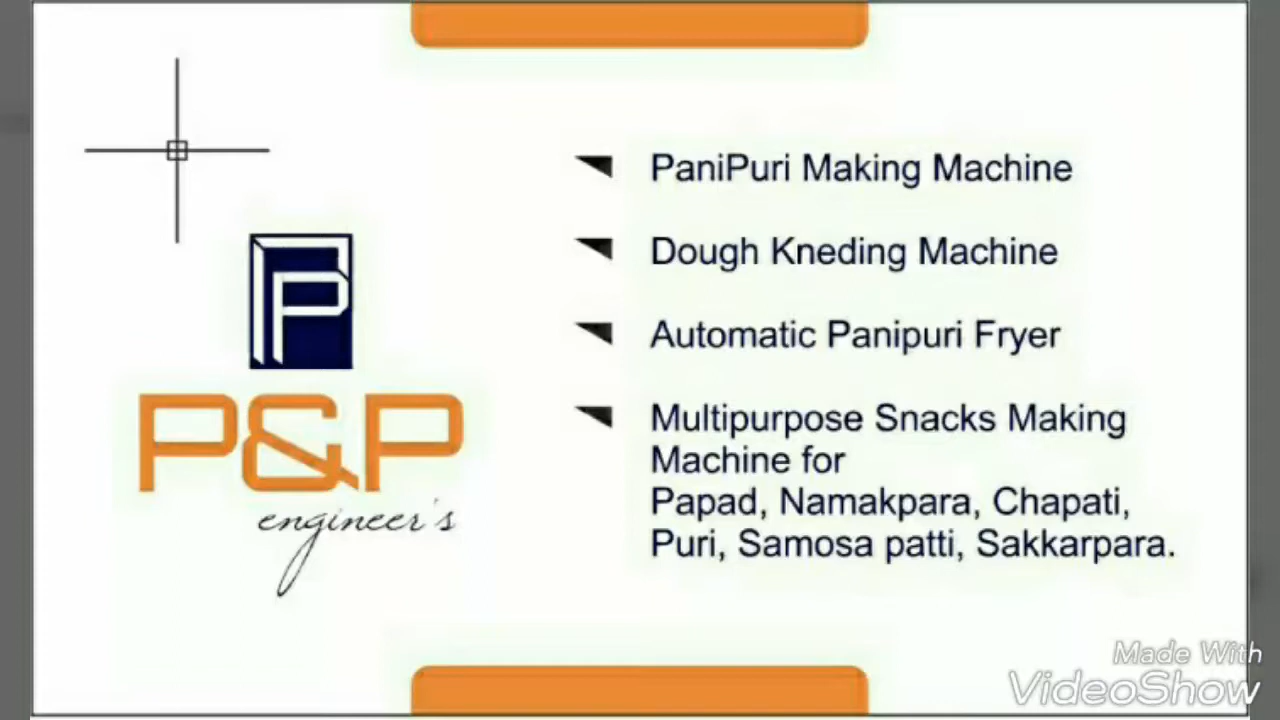 P&P
engineer's
PaniPuri Making Machine
Dough Kneding Machine
Automatic Panipuri Fryer
Multipurpose Snacks Making
Machine for
Papad, Namakpara, Chapati,
Puri, Samosa patti, Sakkarpara.
Made With
VideoShow